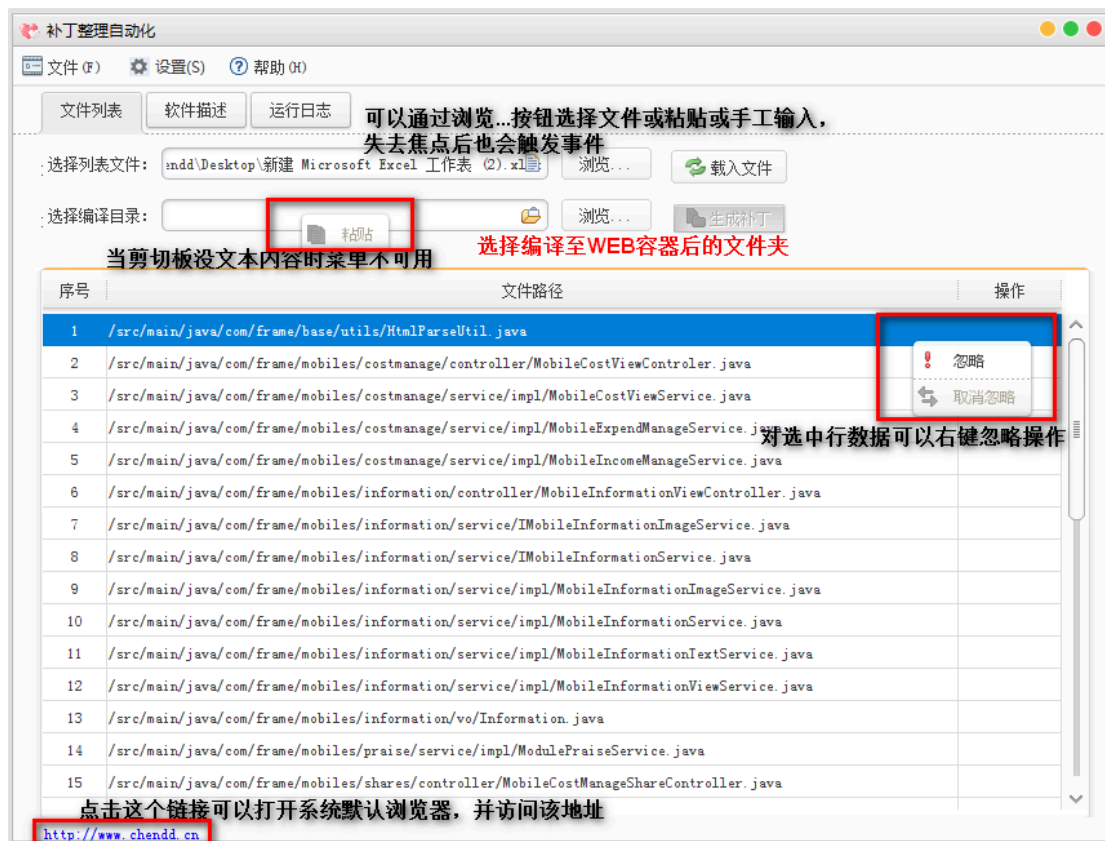 补丁整理自动化
文件(F) 设置(S) 帮助(H)
文件列表 软件描述 运行日志
可以通过浏览...按钮选择文件或粘贴或手工输入，
失去焦点后也会触发事件
选择列表文件： endd\Desktop\新建 Microsoft Excel 工作表 (2).xl 浏览... 载入文件
选择编译目录： 浏览... 生成补丁
粘贴
选择编译至WEB容器后的文件夹
当剪切板没文本内容时菜单不可用
序号 文件路径 操作
1 /src/main/java/com/frame/base/utils/HtmlParseUtil.java
2 /src/main/java/com/frame/mobiles/costmanage/controller/MobileCostViewControler.java
忽略
3 /src/main/java/com/frame/mobiles/costmanage/service/impl/MobileCostViewService.java
取消忽略
4 /src/main/java/com/frame/mobiles/costmanage/service/impl/MobileExpendManageService.java
对选中行数据可以右键忽略操作
5 /src/main/java/com/frame/mobiles/costmanage/service/impl/MobileIncomeManageService.java
6 /src/main/java/com/frame/mobiles/information/controller/MobileInformationViewController.java
7 /src/main/java/com/frame/mobiles/information/service/IMobileInformationImageService.java
8 /src/main/java/com/frame/mobiles/information/service/IMobileInformationService.java
9 /src/main/java/com/frame/mobiles/information/service/impl/MobileInformationImageService.java
10 /src/main/java/com/frame/mobiles/information/service/impl/MobileInformationService.java
11 /src/main/java/com/frame/mobiles/information/service/impl/MobileInformationTextService.java
12 /src/main/java/com/frame/mobiles/information/service/impl/MobileInformationViewService.java
13 /src/main/java/com/frame/mobiles/information/vo/Information.java
14 /src/main/java/com/frame/mobiles/praise/service/impl/ModulePraiseService.java
15 /src/main/java/com/frame/mobiles/shares/controller/MobileCostManageShareController.java
点击这个链接可以打开系统默认浏览器，并访问该地址
http://www.chendd.cn